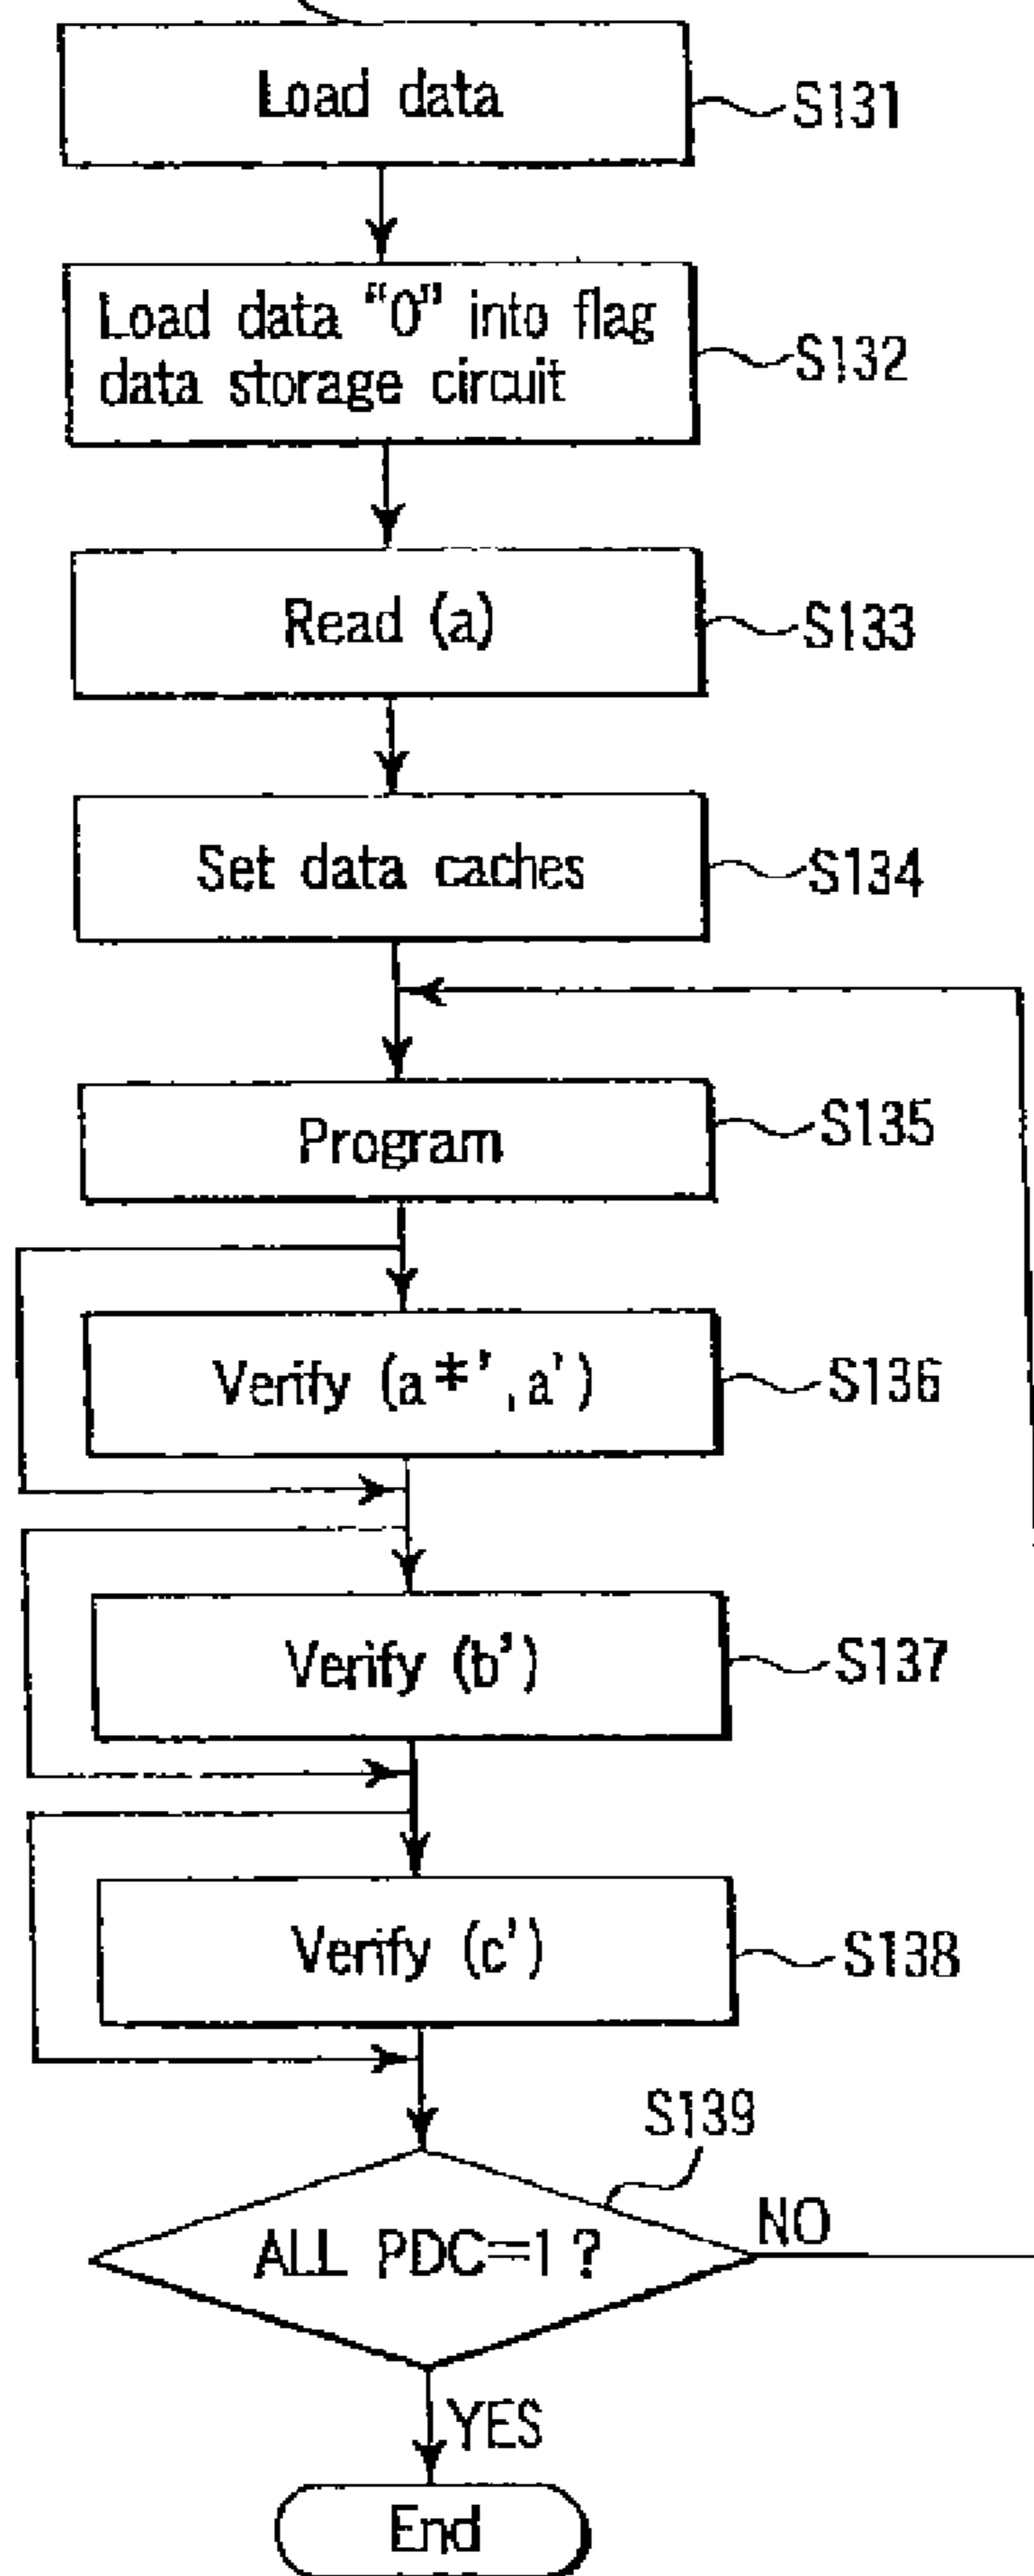 Load data
S131
Load data "0" into flag
data storage circuit
S132
Read (a)
S133
Set data caches
S134
Program
S135
Verify (a*', a')
S136
Verify (b')
S137
Verify (c')
S138
S139
ALL PDC=1 ?
NO
YES
End